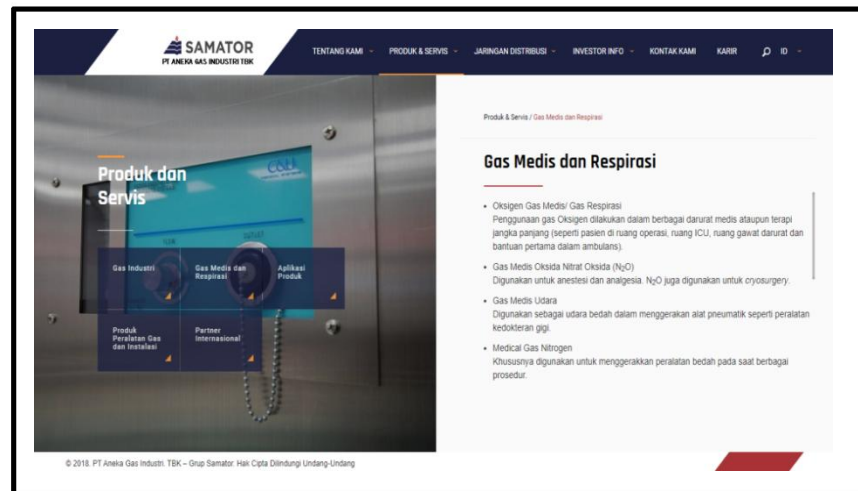 SAMATOR
PT ANEKA GAS INDUSTRI TBK
TENTANG KAMI
PRODUK & SERVIS
JARINGAN DISTRIBUSI
INVESTOR INFO
KONTAK KAMI
KARIR
ID
Produk & Servis / Gas Medis dan Respirasi
Produk dan
Servis
Gas Industri
Gas Medis dan
Respirasi
Aplikasi
Produk
Produk
Peralatan Gas
dan Instalasi
Partner
Internasional
Gas Medis dan Respirasi
• Oksigen Gas Medis/ Gas Respirasi
Penggunaan gas Oksigen dilakukan dalam berbagai darurat medis ataupun terapi
jangka panjang (seperti pasien di ruang operasi, ruang ICU, ruang gawat darurat dan
bantuan pertama dalam ambulans).
• Gas Medis Oksida Nitrat Oksida (N₂O)
Digunakan untuk anestesi dan analgesia. N₂O juga digunakan untuk cryosurgery.
• Gas Medis Udara
Digunakan sebagai udara bedah dalam menggerakan alat pneumatik seperti peralatan
kedokteran gigi.
• Medical Gas Nitrogen
Khususnya digunakan untuk menggerakkan peralatan bedah pada saat berbagai
prosedur.
© 2018. PT Aneka Gas Industri. TBK – Grup Samator. Hak Cipta Dilindungi Undang-Undang